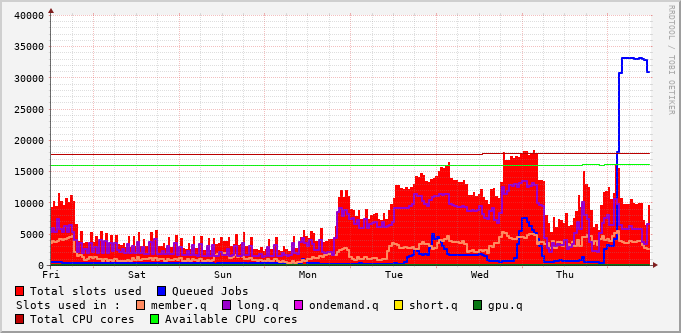 40000
35000
30000
25000
20000
15000
10000
5000
0
Fri Sat Sun Mon Tue Wed Thu
RRDTOOL / TOBI OETIKER
Total slots used Queued Jobs
Slots used in : member.q long.q ondemand.q short.q gpu.q
Total CPU cores Available CPU cores